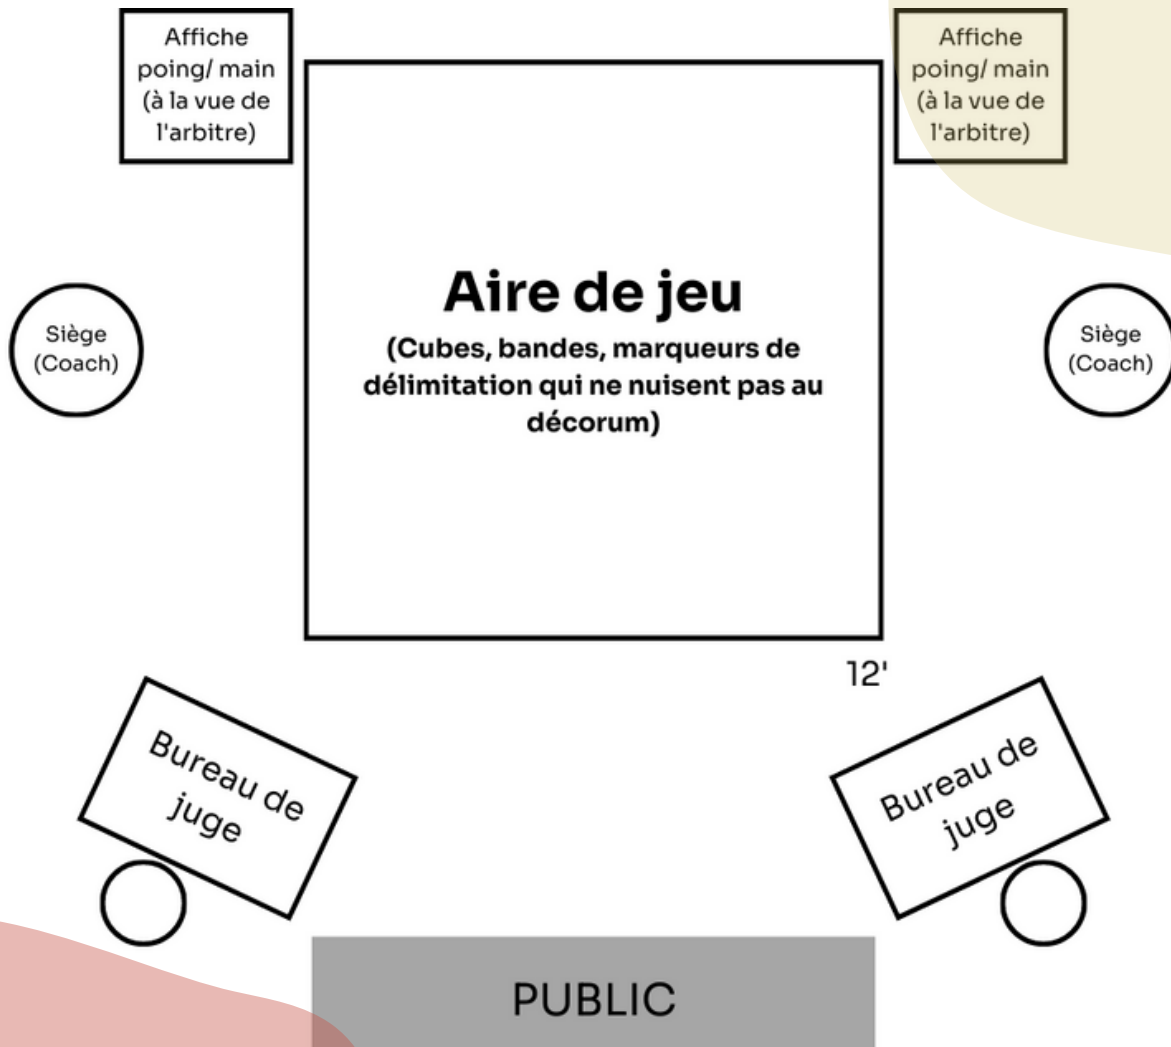 Affiche
poing/ main
(à la vue de
l'arbitre)
Affiche
poing/ main
(à la vue de
l'arbitre)
Aire de jeu
(Cubes, bandes, marqueurs de
délimitation qui ne nuisent pas au
décorum)
Siège
(Coach)
Siège
(Coach)
12'
Bureau de
juge
Bureau de
juge
PUBLIC